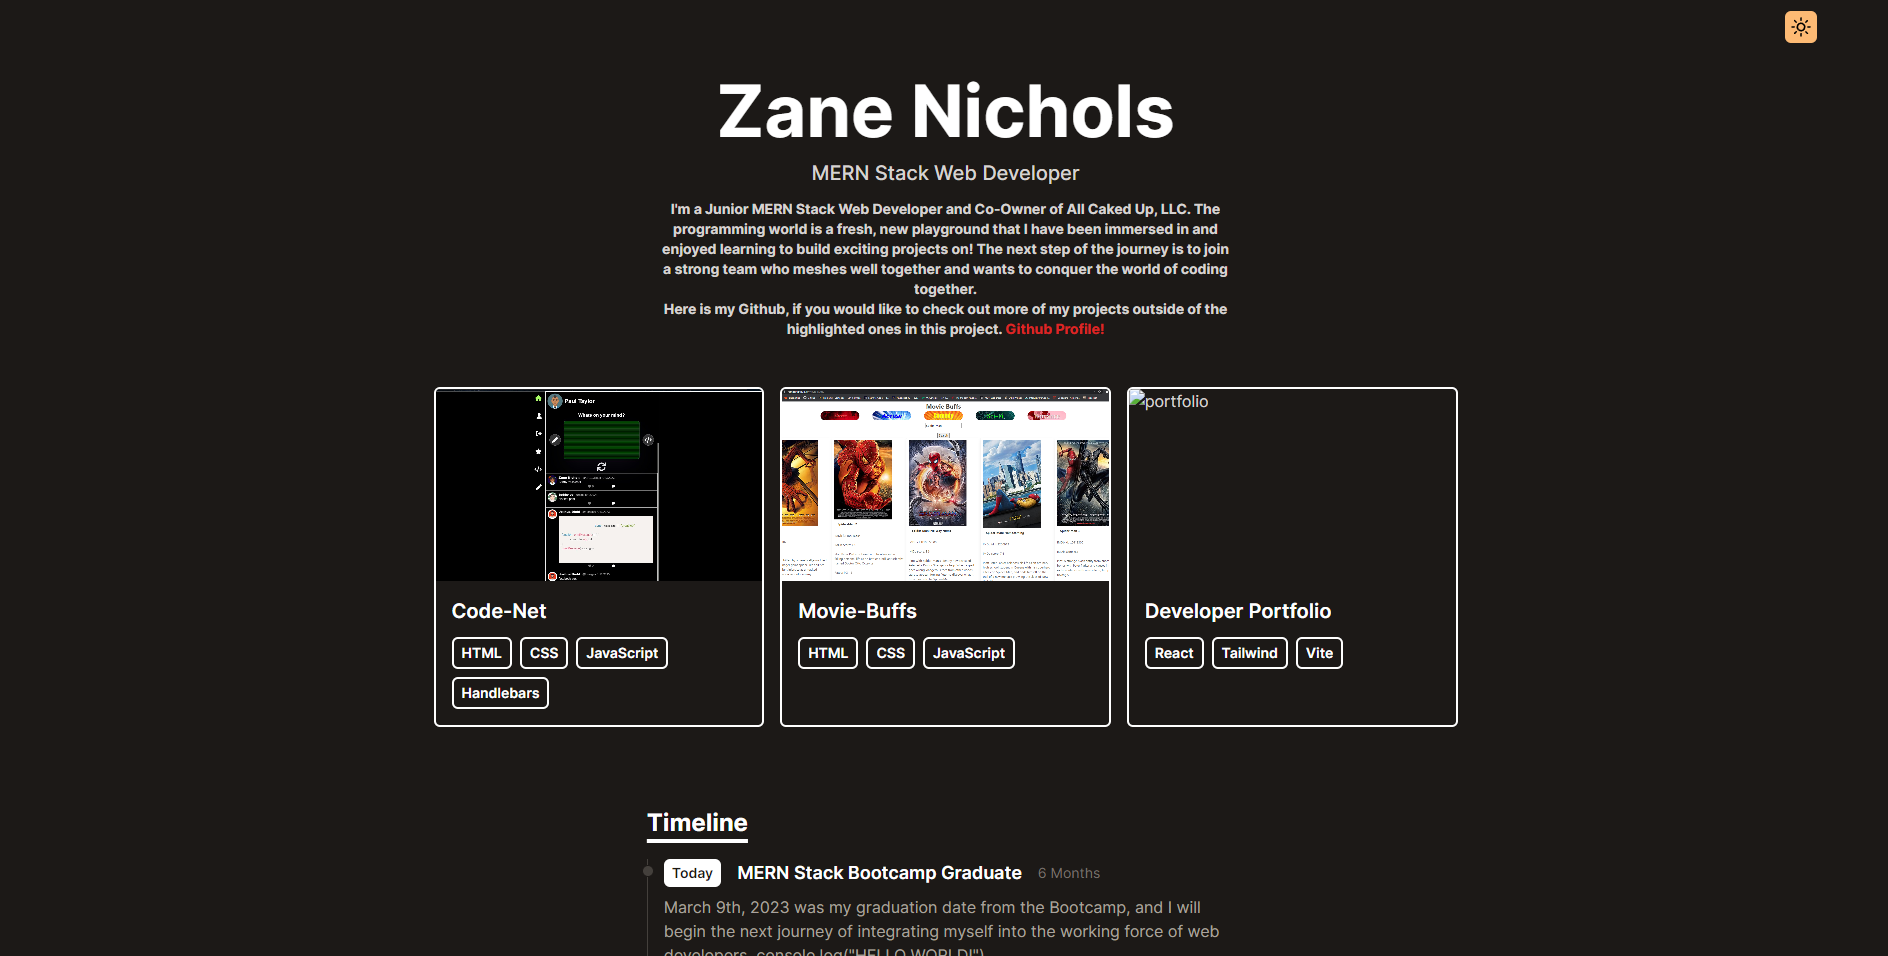 Zane Nichols
MERN Stack Web Developer
I'm a Junior MERN Stack Web Developer and Co-Owner of All Caked Up, LLC. The
programming world is a fresh, new playground that I have been immersed in and
enjoyed learning to build exciting projects on! The next step of the journey is to join
a strong team who meshes well together and wants to conquer the world of coding
together.
Here is my Github, if you would like to check out more of my projects outside of the
highlighted ones in this project. Github Profile!
Paul Taylor
Whats on your mind?
Movie Buffs
portfolio
Code-Net
HTML CSS JavaScript
Handlebars
Movie-Buffs
HTML CSS JavaScript
Developer Portfolio
React Tailwind Vite
Timeline
Today MERN Stack Bootcamp Graduate 6 Months
March 9th, 2023 was my graduation date from the Bootcamp, and I will
begin the next journey of integrating myself into the working force of web
developers. console.log("HELLO WORLD!")